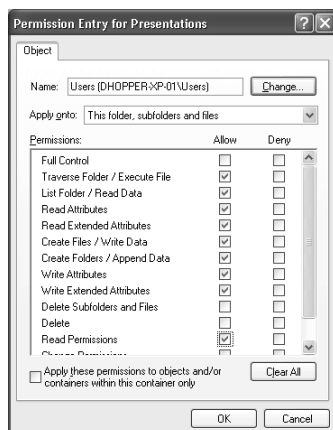 Permission Entry for Presentations
Object
Name: Users (DHOPPER-XP-01\Users) Change...
Apply onto: This folder, subfolders and files
Permissions: Allow Deny
Full Control
Traverse Folder / Execute File
List Folder / Read Data
Read Attributes
Read Extended Attributes
Create Files / Write Data
Create Folders / Append Data
Write Attributes
Write Extended Attributes
Delete Subfolders and Files
Delete
Read Permissions
Change Permissions
Apply these permissions to objects and/or
containers within this container only
Clear All
OK Cancel